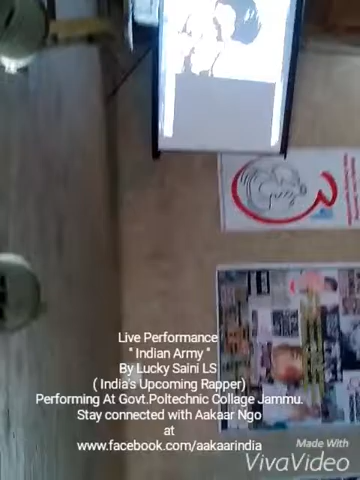 Live Performance
" Indian Army "
By Lucky Saini LS
( India's Upcoming Rapper)
Performing At Govt.Poltechnic Collage Jammu.
Stay connected with Aakaar Ngo
at
www.facebook.com/aakaarindia
Made With
VivaVideo